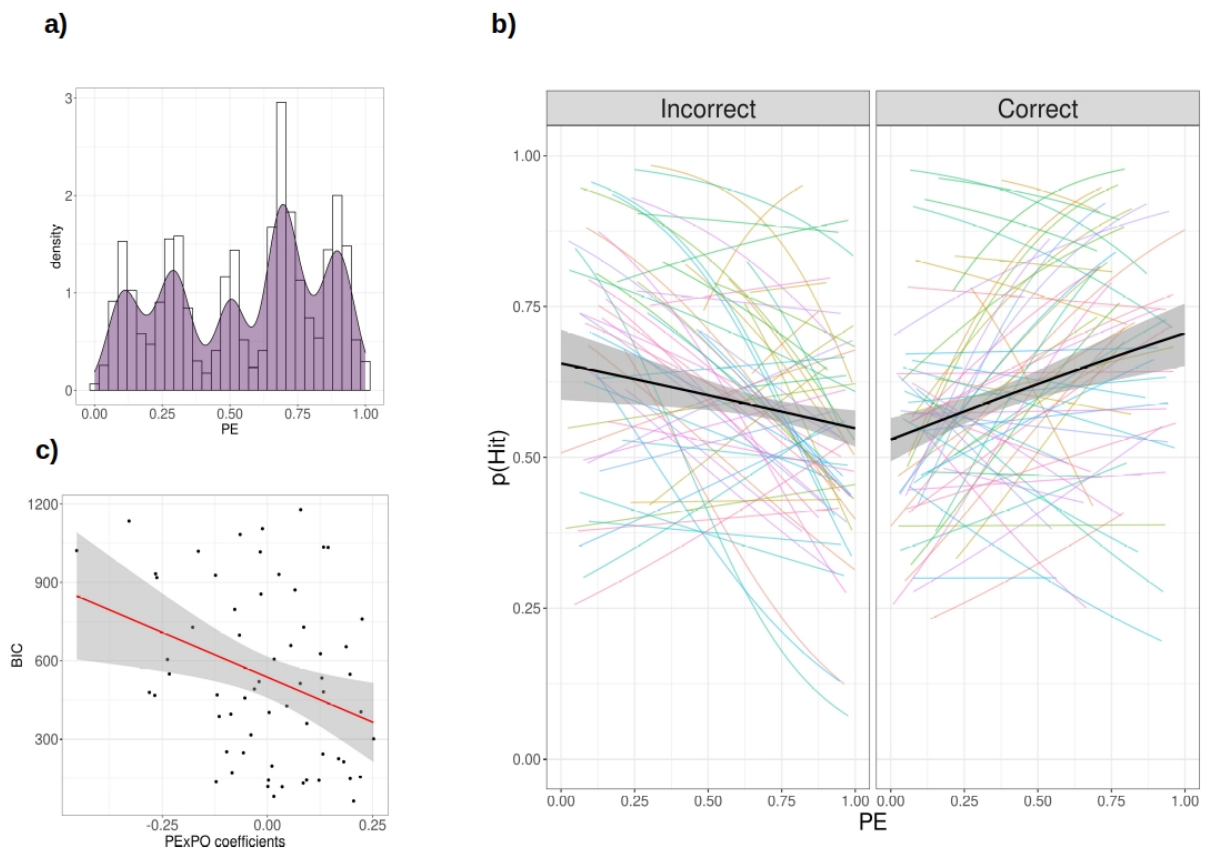 a)
3
2
1
0
density
0.00 0.25 0.50 0.75 1.00
PE
b)
Incorrect
Correct
1.00
0.75
0.50
0.25
0.00
p(Hit)
0.00 0.25 0.50 0.75 1.00
0.00 0.25 0.50 0.75 1.00
PE
c)
1200
900
600
300
BIC
-0.25 0.00 0.25
PExPO coefficients